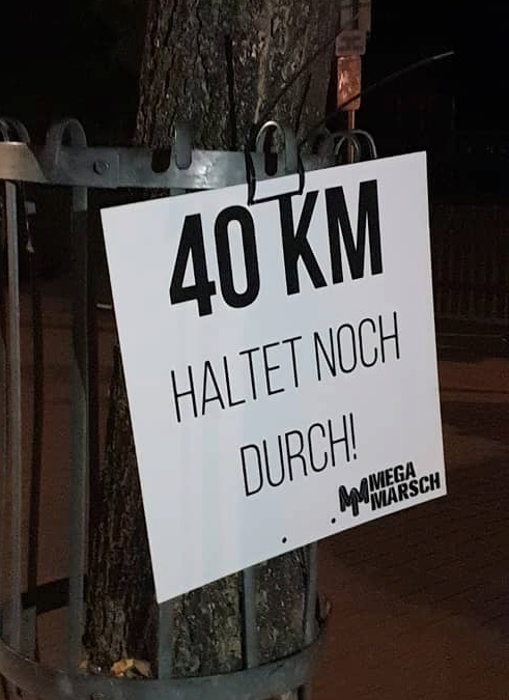 40 KM
HALTET NOCH
DURCH!
MEGA
MARSCH